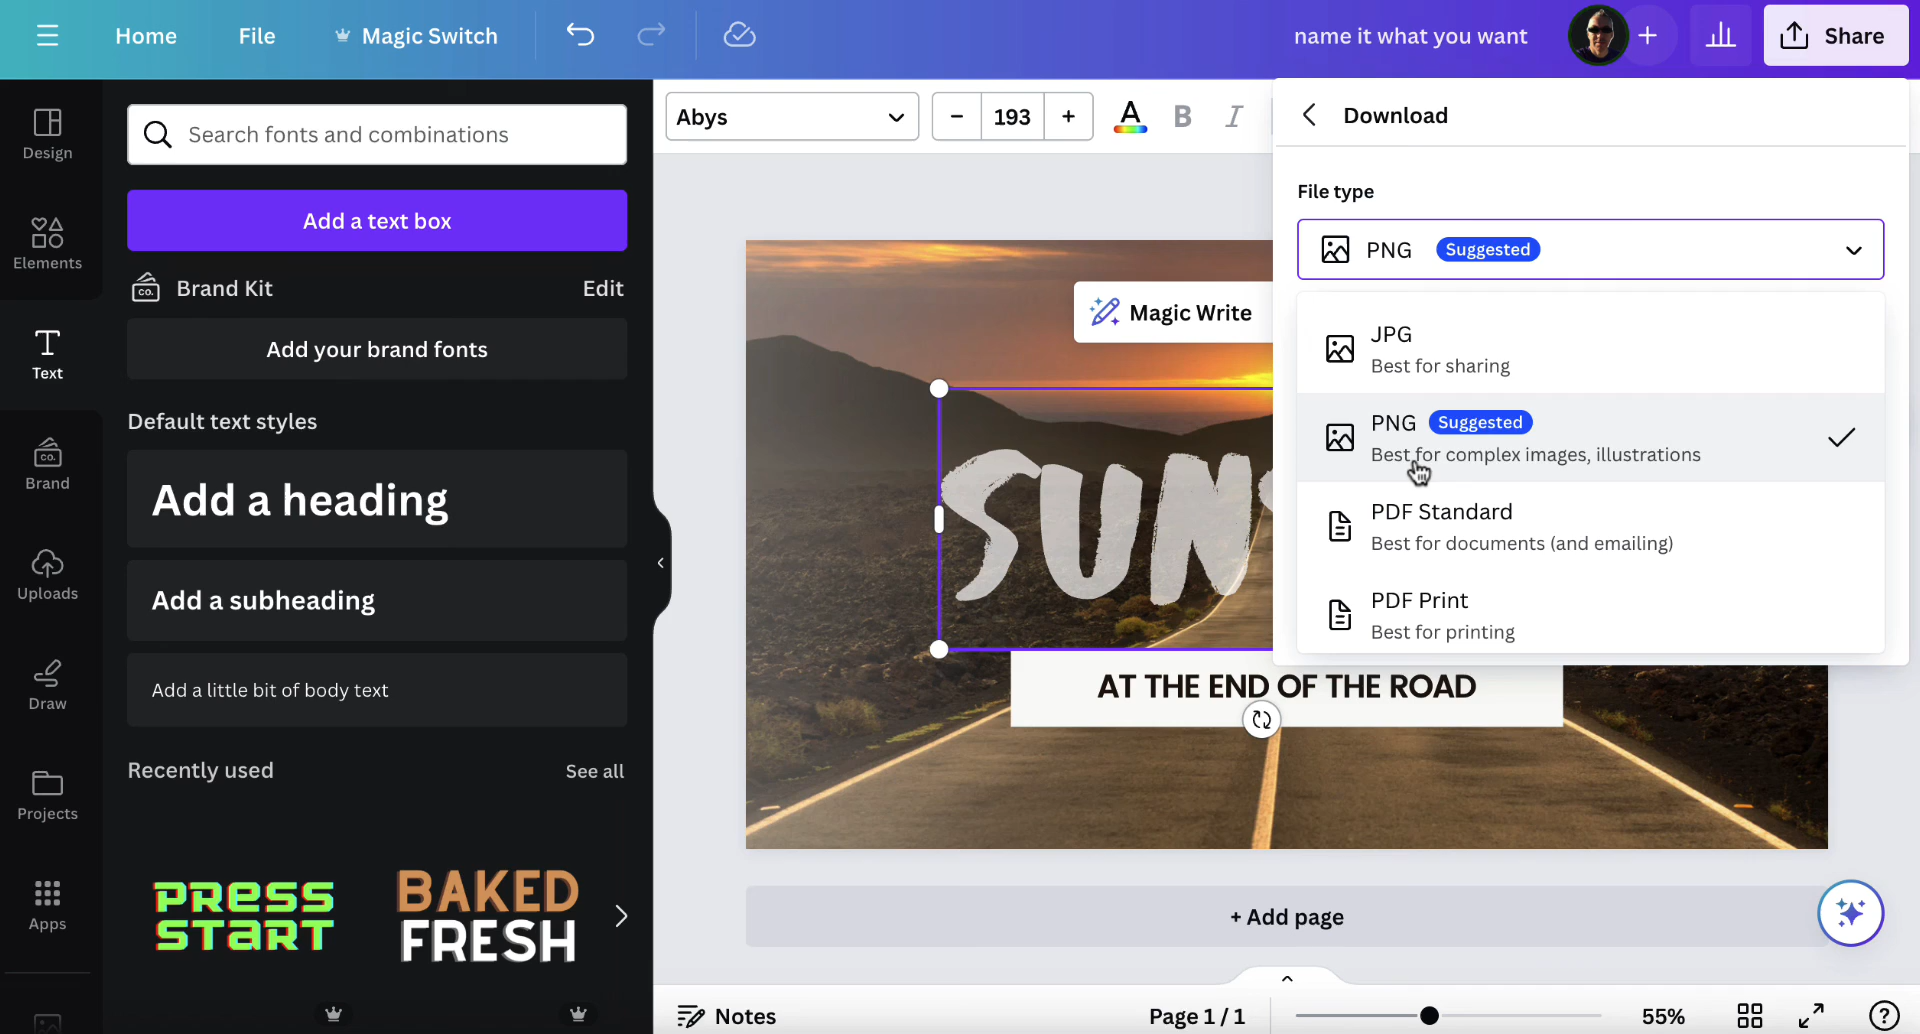 Home
File
Magic Switch
name it what you want
Share
Design
Elements
Text
Brand
Uploads
Draw
Projects
Apps
Search fonts and combinations
Add a text box
co.
Brand Kit
Edit
Add your brand fonts
Default text styles
Add a heading
Add a subheading
Add a little bit of body text
Recently used
See all
PRESS
START
BAKED
FRESH
Abys
193
A
B
I
Magic Write
SUN
AT THE END OF THE ROAD
+ Add page
Notes
Page 1 / 1
55%
Download
File type
PNG Suggested
JPG
Best for sharing
PNG Suggested
Best for complex images, illustrations
PDF Standard
Best for documents (and emailing)
PDF Print
Best for printing
co.